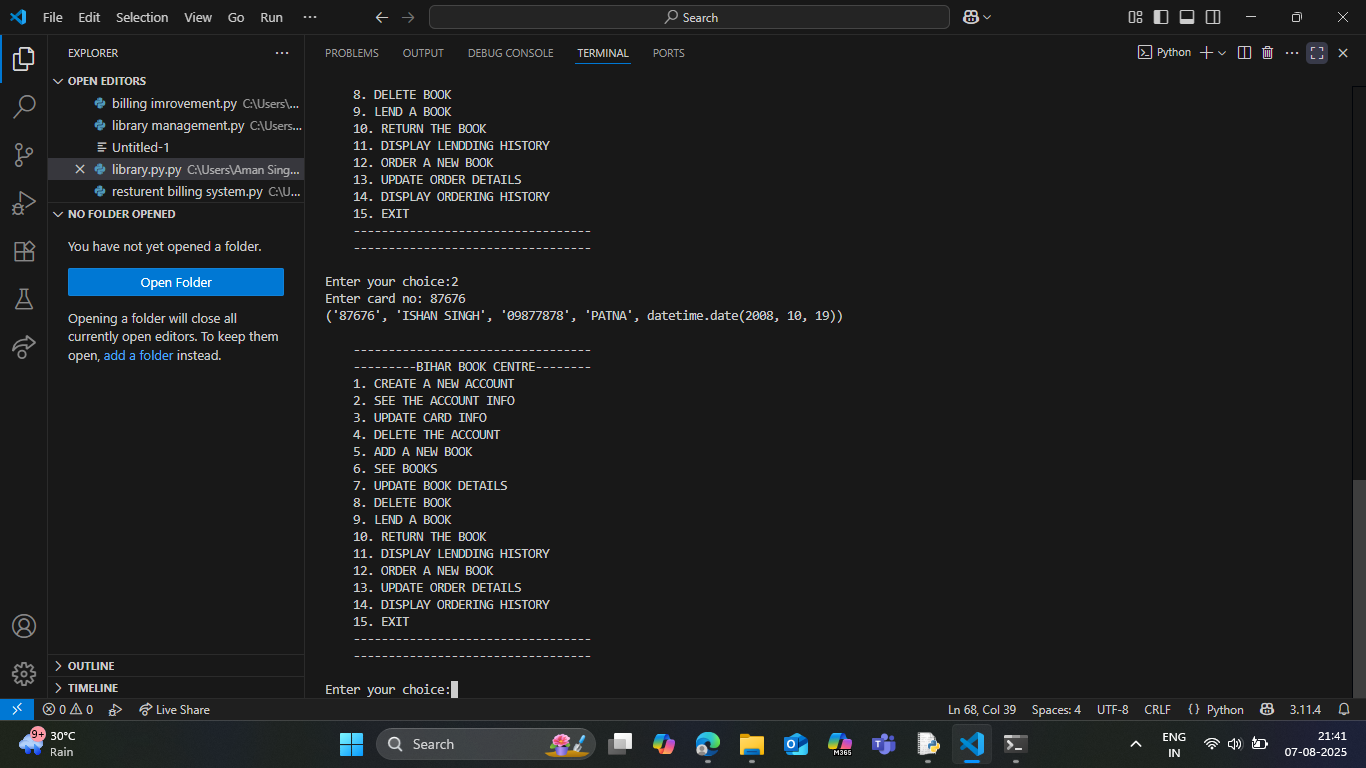 File Edit Selection View Go Run ···
Search
EXPLORER ···
OPEN EDITORS
billing imrovement.py C:\Users\...
library management.py C:\Users...
Untitled-1
library.py.py C:\Users\Aman Sing...
resturent billing system.py C:\U...
NO FOLDER OPENED
You have not yet opened a folder.
Open Folder
Opening a folder will close all
currently open editors. To keep them
open, add a folder instead.
OUTLINE
TIMELINE
PROBLEMS OUTPUT DEBUG CONSOLE TERMINAL PORTS
Python
8. DELETE BOOK
9. LEND A BOOK
10. RETURN THE BOOK
11. DISPLAY LENDDING HISTORY
12. ORDER A NEW BOOK
13. UPDATE ORDER DETAILS
14. DISPLAY ORDERING HISTORY
15. EXIT
----------------------------------
----------------------------------
Enter your choice:2
Enter card no: 87676
('87676', 'ISHAN SINGH', '09877878', 'PATNA', datetime.date(2008, 10, 19))
----------------------------------
---------BIHAR BOOK CENTRE--------
1. CREATE A NEW ACCOUNT
2. SEE THE ACCOUNT INFO
3. UPDATE CARD INFO
4. DELETE THE ACCOUNT
5. ADD A NEW BOOK
6. SEE BOOKS
7. UPDATE BOOK DETAILS
8. DELETE BOOK
9. LEND A BOOK
10. RETURN THE BOOK
11. DISPLAY LENDDING HISTORY
12. ORDER A NEW BOOK
13. UPDATE ORDER DETAILS
14. DISPLAY ORDERING HISTORY
15. EXIT
----------------------------------
----------------------------------
Enter your choice:
0 0 Live Share Ln 68, Col 39 Spaces: 4 UTF-8 CRLF {} Python 3.11.4
9+
30°C
Rain
Search
M365
ENG
IN
21:41
07-08-2025